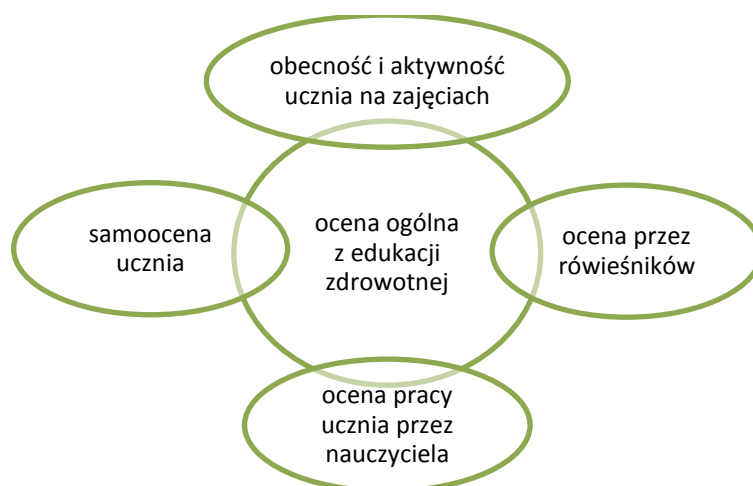 obecność i aktywność
ucznia na zajęciach
samoocena
ucznia
ocena ogólna
z edukacji
zdrowotnej
ocena przez
rówieśników
ocena pracy
ucznia przez
nauczyciela